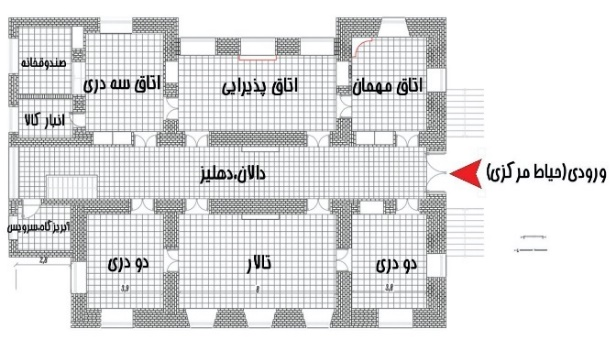 صندوقخانه
اتاق سه دری
اتاق پذیرایی
اتاق مهمان
انبار کالا
دالان،دهلیز
ورودی(حیاط مرکزی)
آبریزگاه،سرویس
دو دری
تالار
دو دری